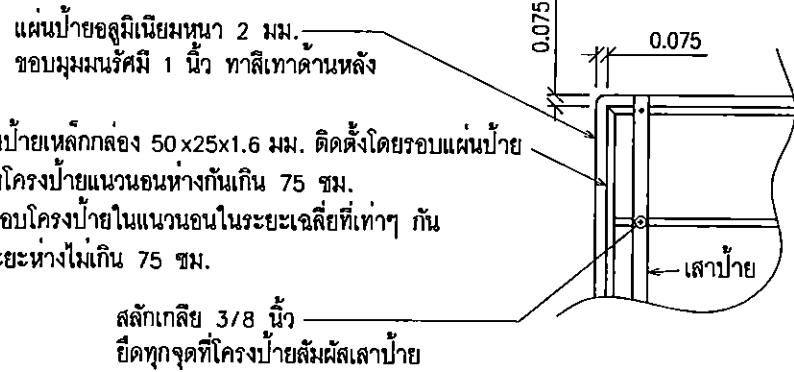 แผ่นป้ายอลูมิเนียมหนา 2 มม.
ขอบมุมมนรัศมี 1 นิ้ว ทาสีเทาด้านหลัง
0.075
0.075
ป้ายเหล็กกล่อง 50x25x1.6 มม. ติดตั้งโดยรอบแผ่นป้าย
โครงป้ายแนวนอนห่างกันเกิน 75 ซม.
อบโครงป้ายในแนวนอนในระยะเฉลี่ยที่เท่าๆ กัน
ยะห่างไม่เกิน 75 ซม.
เสาป้าย
สลักเกลีย 3/8 นิ้ว
ยึดทุกจุดที่โครงป้ายสัมผัสเสาป้าย